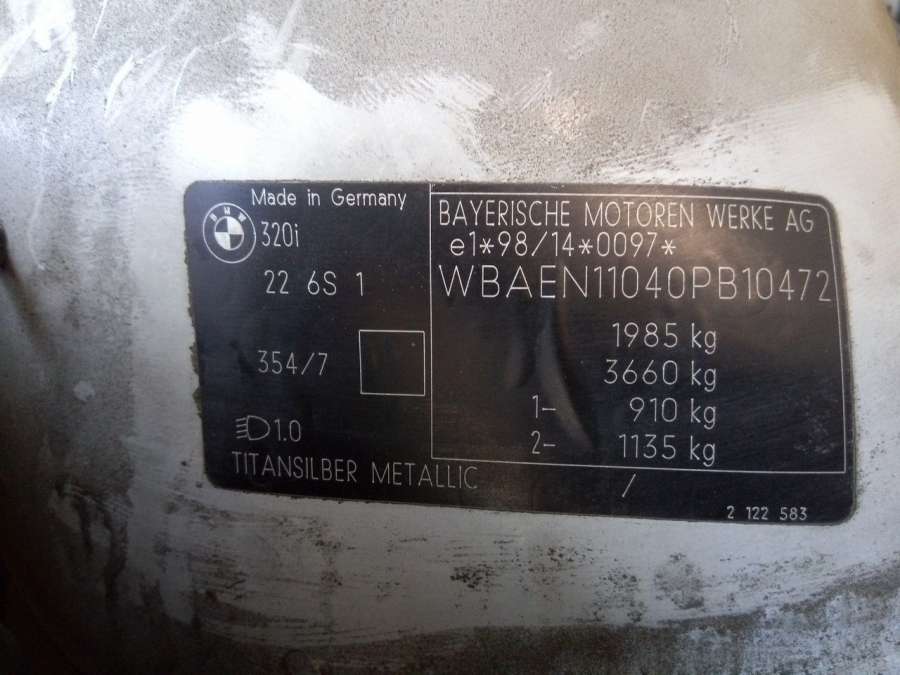 Made in Germany
BMW
320i
22 6S 1
354/7
1.0
TITANSILBER METALLIC
BAYERISCHE MOTOREN WERKE AG
e1*98/14*0097*
WBAEN11040PB10472
1985 kg
3660 kg
1- 910 kg
2- 1135 kg
/
2 122 583